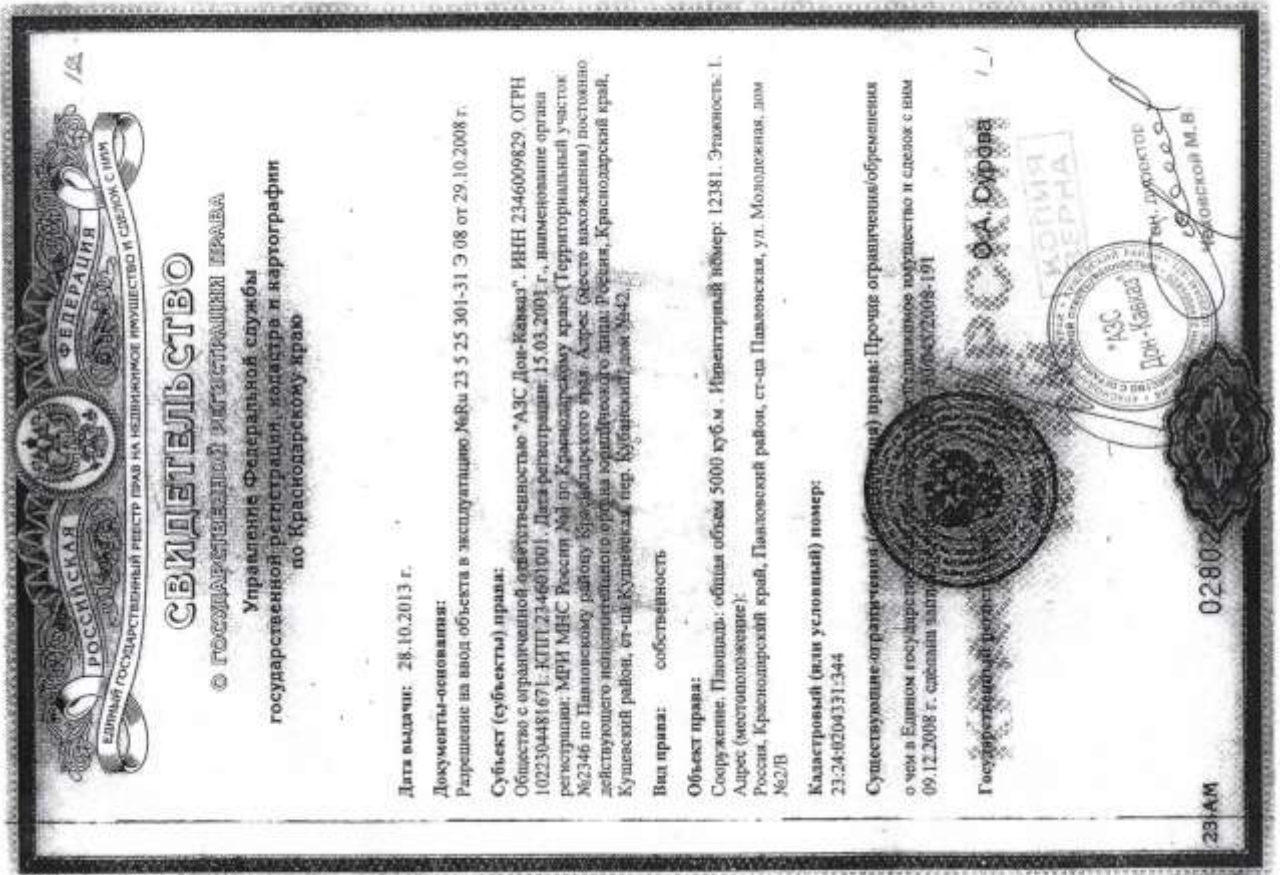 РОССИЙСКАЯ ФЕДЕРАЦИЯ
ЕДИНЫЙ ГОСУДАРСТВЕННЫЙ РЕЕСТР ПРАВ НА НЕДВИЖИМОЕ ИМУЩЕСТВО И СДЕЛОК С НИМ
СВИДЕТЕЛЬСТВО
О ГОСУДАРСТВЕННОЙ РЕГИСТРАЦИИ ПРАВА
Управление Федеральной службы
государственной регистрации, кадастра и картографии
по Краснодарскому краю
Дата выдачи: 28.10.2013 г.
Документы-основания:
Разрешение на ввод объекта в эксплуатацию №Ru 23 5 25 301-31 Э 08 от 29.10.2008 г.
Субъект (субъекты) права:
Общество с ограниченной ответственностью "АЗС Дон-Кавказ". ИНН 2346009829. ОГРН
1022304481671. КПП 234601001. Дата регистрации: 15.03.2001 г., наименование органа
регистрации: МРИ МНС России №1 по Краснодарскому краю (Территориальный участок
№2346 по Павловскому району Краснодарского края. Адрес (место нахождения) постоянно
действующего исполнительного органа юридического лица: Россия, Краснодарский край,
Кущевский район, ст-ца Кущевская, пер. Кубанский, дом №42.
Вид права: собственность
Объект права:
Сооружение. Площадь: общая объем 5000 куб.м . Инвентарный номер: 12381. Этажность: 1.
Адрес (местоположение):
Россия, Краснодарский край, Павловский район, ст-ца Павловская, ул. Молодежная, дом
№2/В
Кадастровый (или условный) номер:
23:24:0204331:344
Существующие ограничения права: Прочие ограничения/обременения
о чем в Едином государственном имущество и сделок с ним
09.12.2008 г. сделана запись 2008-191
Государственный О.А. Сурова
КОПИЯ
ВЕРНА
Ген. директор
"АЗС
Дон-Кавказ"
23-АМ